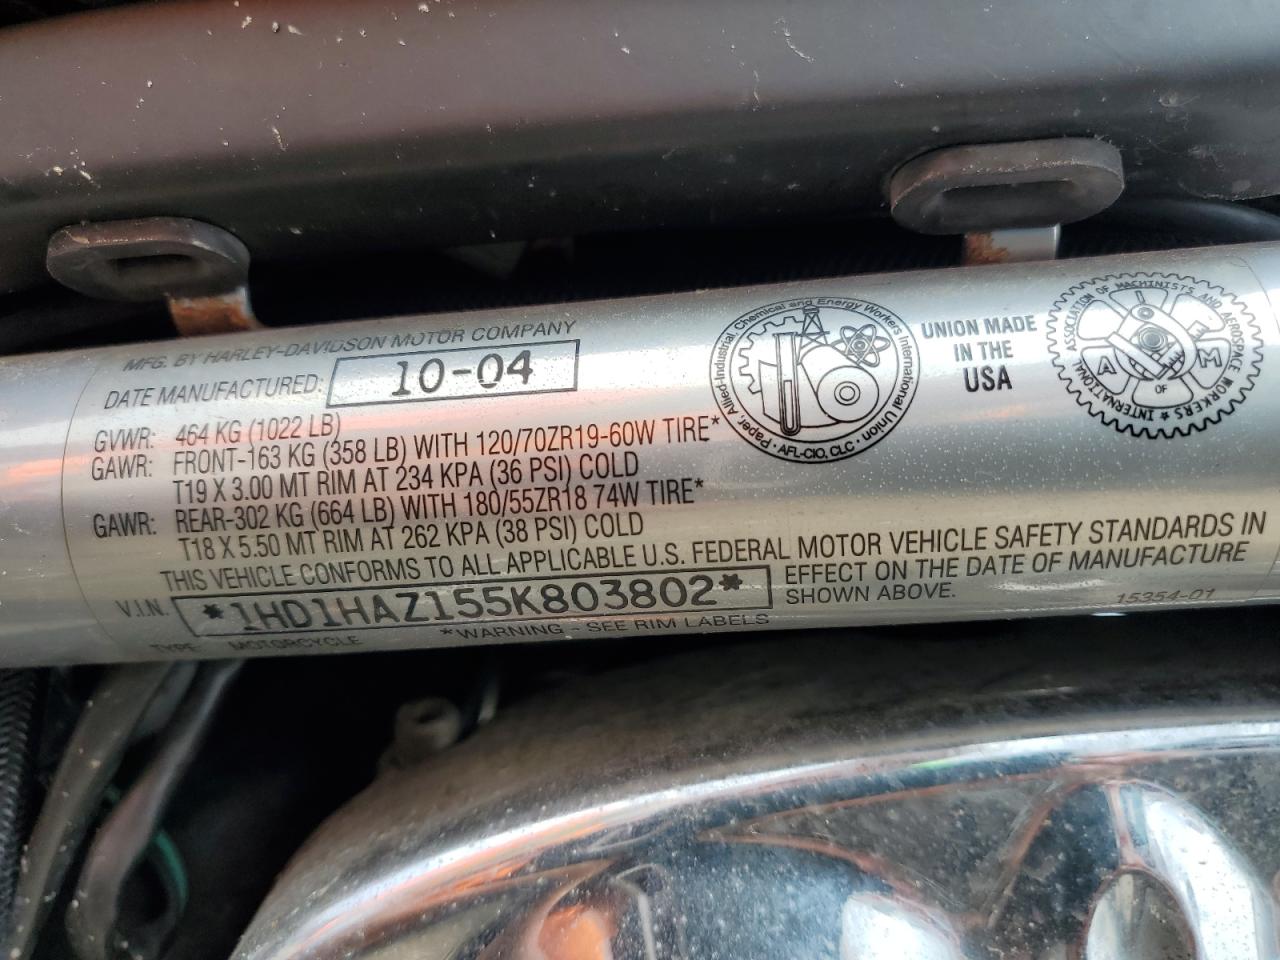 MFG. BY HARLEY-DAVIDSON MOTOR COMPANY
DATE MANUFACTURED: 10-04
GVWR: 464 KG (1022 LB)
GAWR: FRONT-163 KG (358 LB) WITH 120/70ZR19-60W TIRE*
T19 X 3.00 MT RIM AT 234 KPA (36 PSI) COLD
GAWR: REAR-302 KG (664 LB) WITH 180/55ZR18 74W TIRE*
T18 X 5.50 MT RIM AT 262 KPA (38 PSI) COLD
THIS VEHICLE CONFORMS TO ALL APPLICABLE U.S. FEDERAL MOTOR VEHICLE SAFETY STANDARDS IN
EFFECT ON THE DATE OF MANUFACTURE
SHOWN ABOVE.
V.I.N. *1HD1HAZ155K803802*
TYPE: MOTORCYCLE
*WARNING - SEE RIM LABELS
15354-01
Paper, Allied-Industrial, Chemical and Energy Workers International Union
• AFL-CIO, CLC •
UNION MADE
IN THE
USA
INTERNATIONAL ASSOCIATION OF MACHINISTS AND AEROSPACE WORKERS
I A M
OF